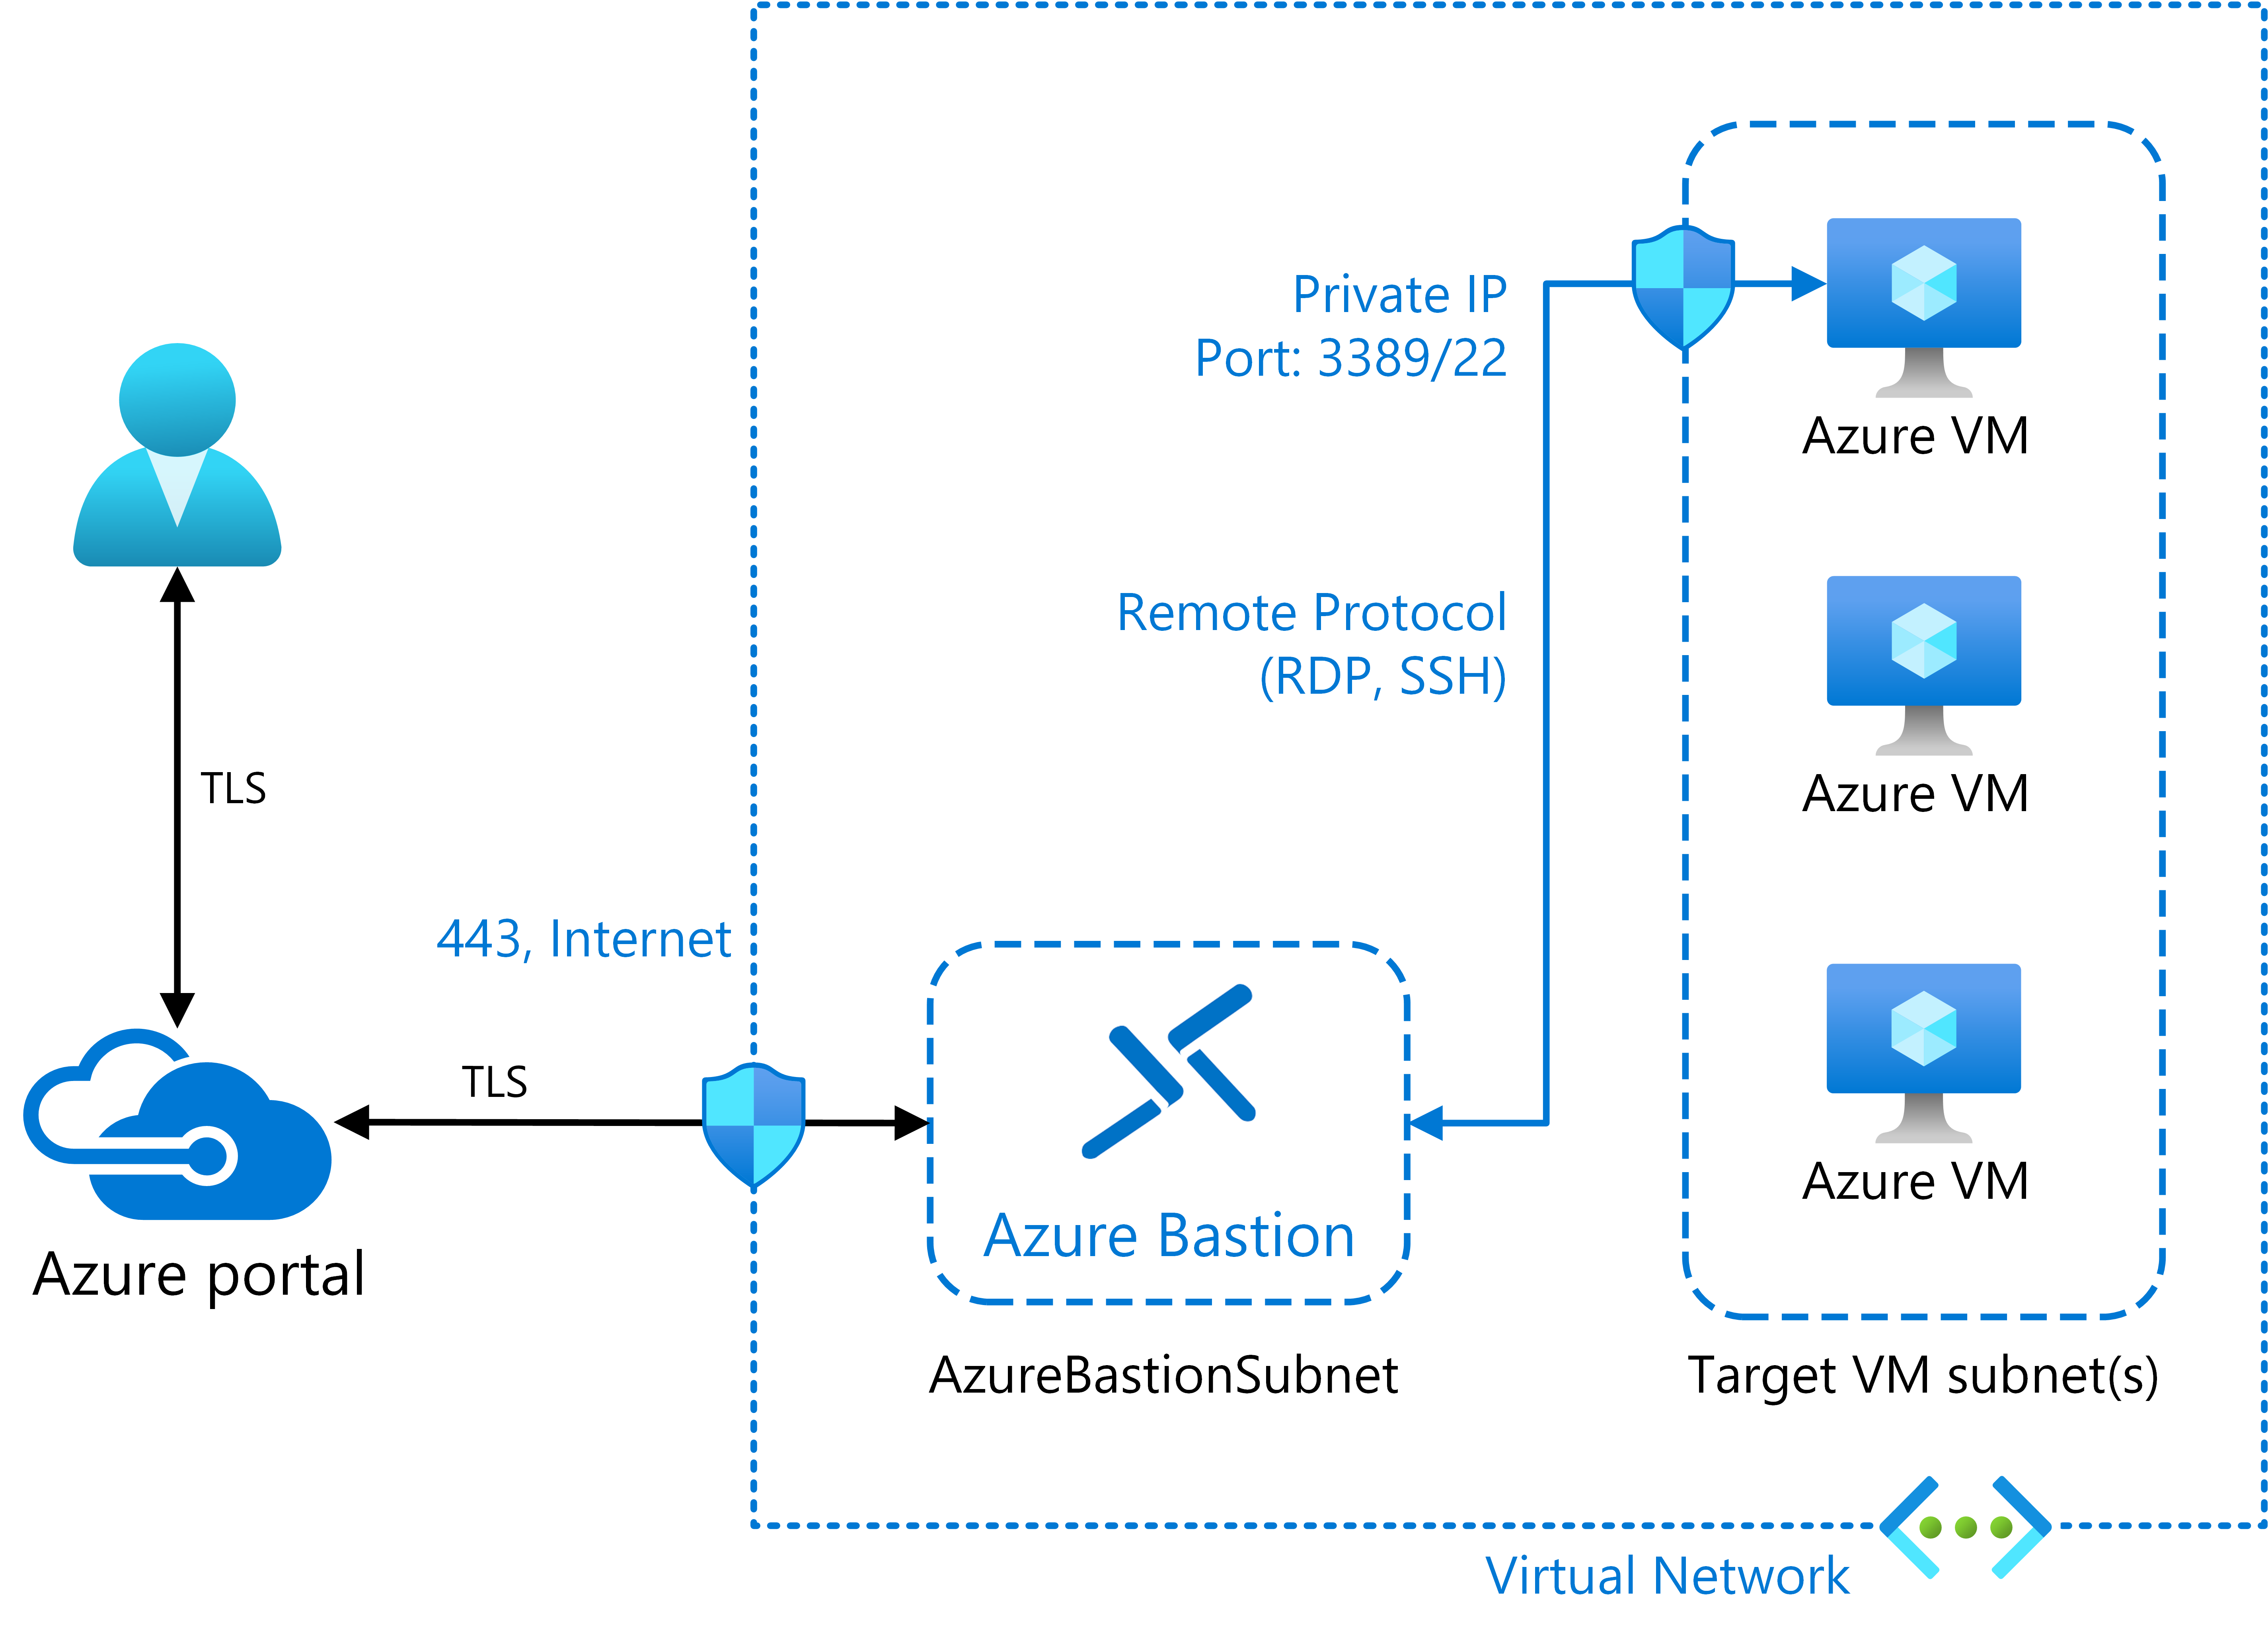 Private IP
Port: 3389/22
Azure VM
Remote Protocol
(RDP, SSH)
TLS
Azure VM
443, Internet
TLS
Azure Bastion
Azure VM
Azure portal
AzureBastionSubnet
Target VM subnet(s)
Virtual Network